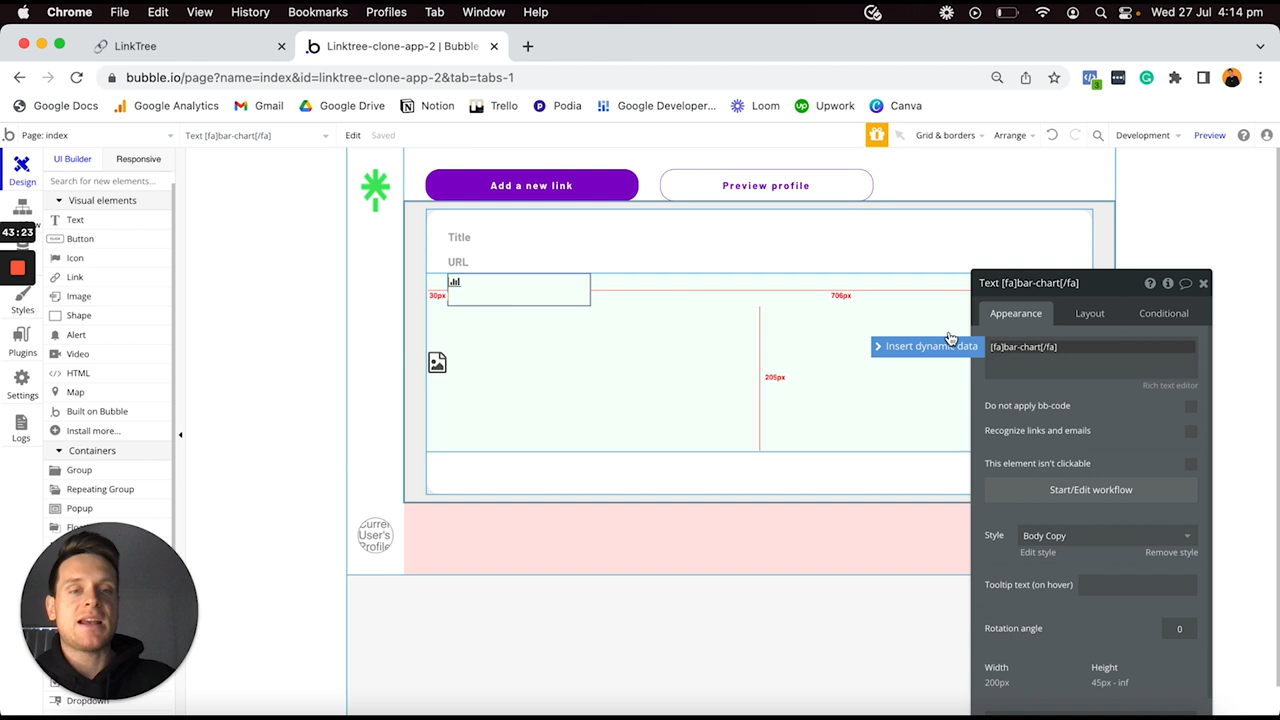 Chrome File Edit View History Bookmarks Profiles Tab Window Help Wed 27 Jul 4:14 pm
LinkTree Linktree-clone-app-2 | Bubble
bubble.io/page?name=index&id=linktree-clone-app-2&tab=tabs-1 3
Google Docs Google Analytics Gmail Google Drive Notion Trello Podia Google Developer... Loom Upwork Canva
Page: index Text [fa]bar-chart[/fa] Edit Saved Grid & borders Arrange Development Preview
UI Builder Responsive
Design
Search for new elements...
Visual elements
Text
43:23
Button
Icon
Link
Styles
Image
Shape
Plugins
Alert
Video
HTML
Settings
Map
Built on Bubble
Logs
Install more...
Containers
Group
Repeating Group
Popup
Dropdown
Add a new link Preview profile
Title
URL
30px 706px
205px
Current
User's
Profile
Insert dynamic data
Text [fa]bar-chart[/fa]
Appearance Layout Conditional
[fa]bar-chart[/fa]
Rich text editor
Do not apply bb-code
Recognize links and emails
This element isn't clickable
Start/Edit workflow
Style Body Copy
Edit style Remove style
Tooltip text (on hover)
Rotation angle 0
Width Height
200px 45px - inf